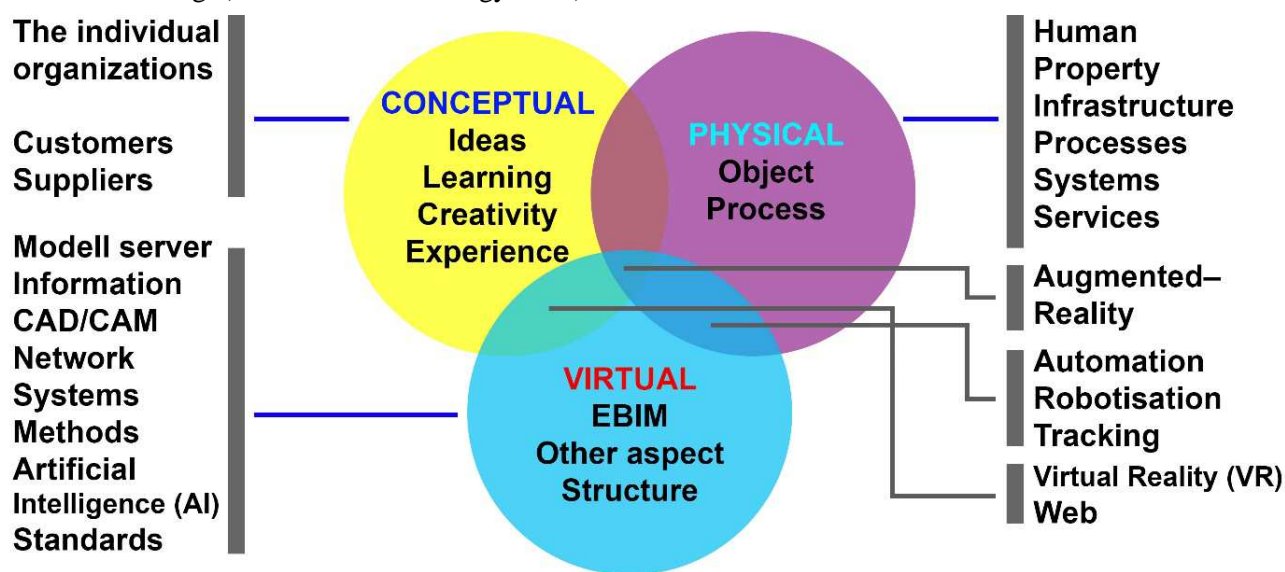 The individual
organizations
Customers
Suppliers
Modell server
Information
CAD/CAM
Network
Systems
Methods
Artificial
Intelligence (AI)
Standards
CONCEPTUAL
Ideas
Learning
Creativity
Experience
PHYSICAL
Object
Process
VIRTUAL
EBIM
Other aspect
Structure
Human
Property
Infrastructure
Processes
Systems
Services
Augmented–
Reality
Automation
Robotisation
Tracking
Virtual Reality (VR)
Web